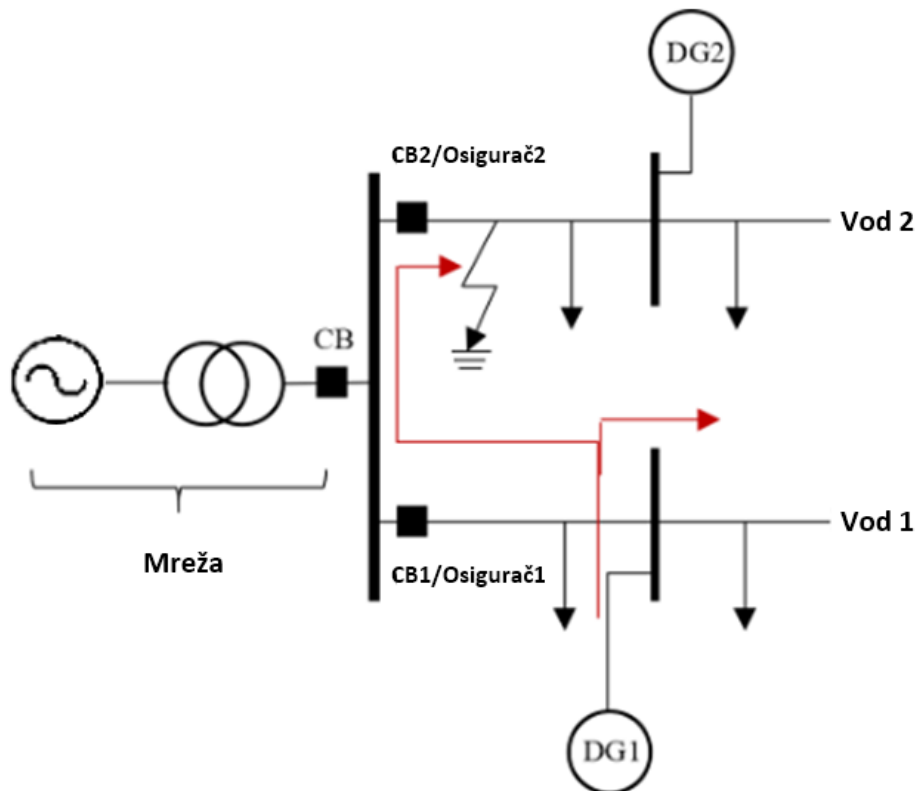 DG2
CB2/Osigurač2
Vod 2
CB
Mreža
Vod 1
CB1/Osigurač1
DG1